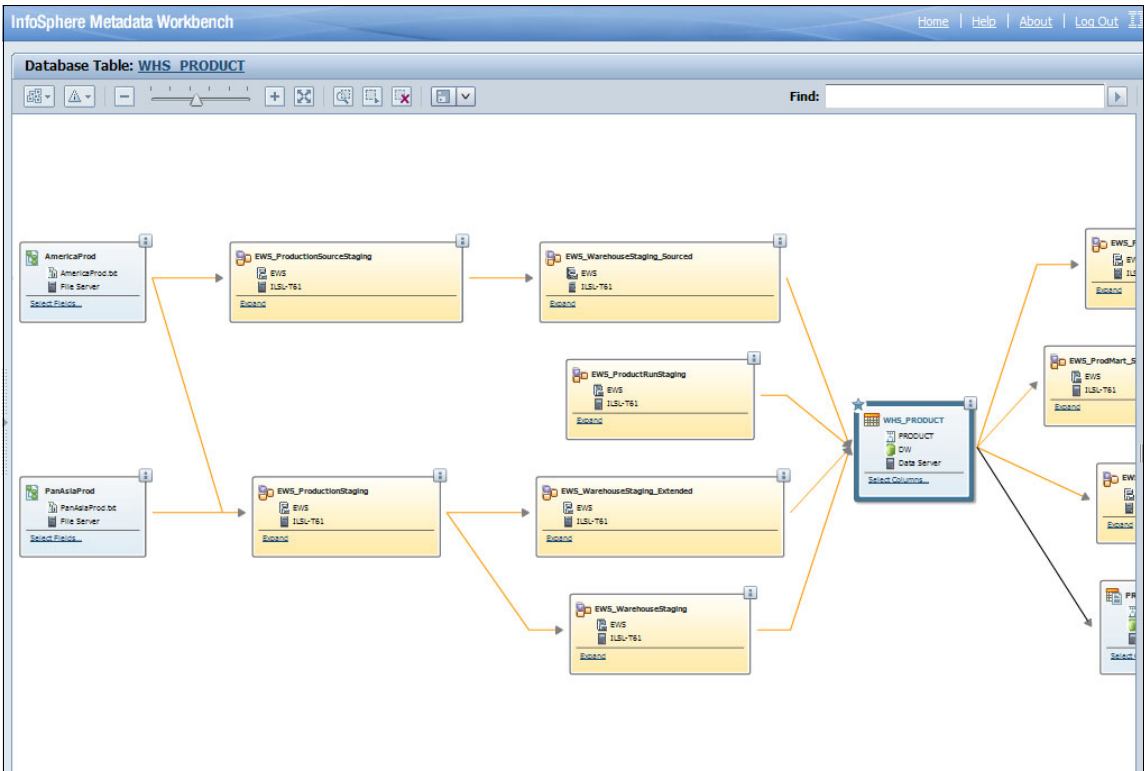 InfoSphere Metadata Workbench
Home | Help | About | Log Out
Database Table: WHS_PRODUCT
Find:
AmericaProd
AmericaProd.txt
File Server
Select Fields...
EWS_ProductionSourceStaging
EWS
ILSL-T61
Expand
EWS_WarehouseStaging_Sourced
EWS
ILSL-T61
Expand
Expand
EWS_ProductRunStaging
EWS
ILSL-T61
Expand
EWS_ProdMart_S
EWS
ILSL-T61
Expand
WHS_PRODUCT
PRODUCT
DW
Data Server
Select Columns...
PanAsiaProd
PanAsiaProd.txt
File Server
Select Fields...
EWS_ProductionStaging
EWS
ILSL-T61
Expand
EWS_WarehouseStaging_Extended
EWS
ILSL-T61
Expand
Expand
EWS_WarehouseStaging
EWS
ILSL-T61
Expand
Select